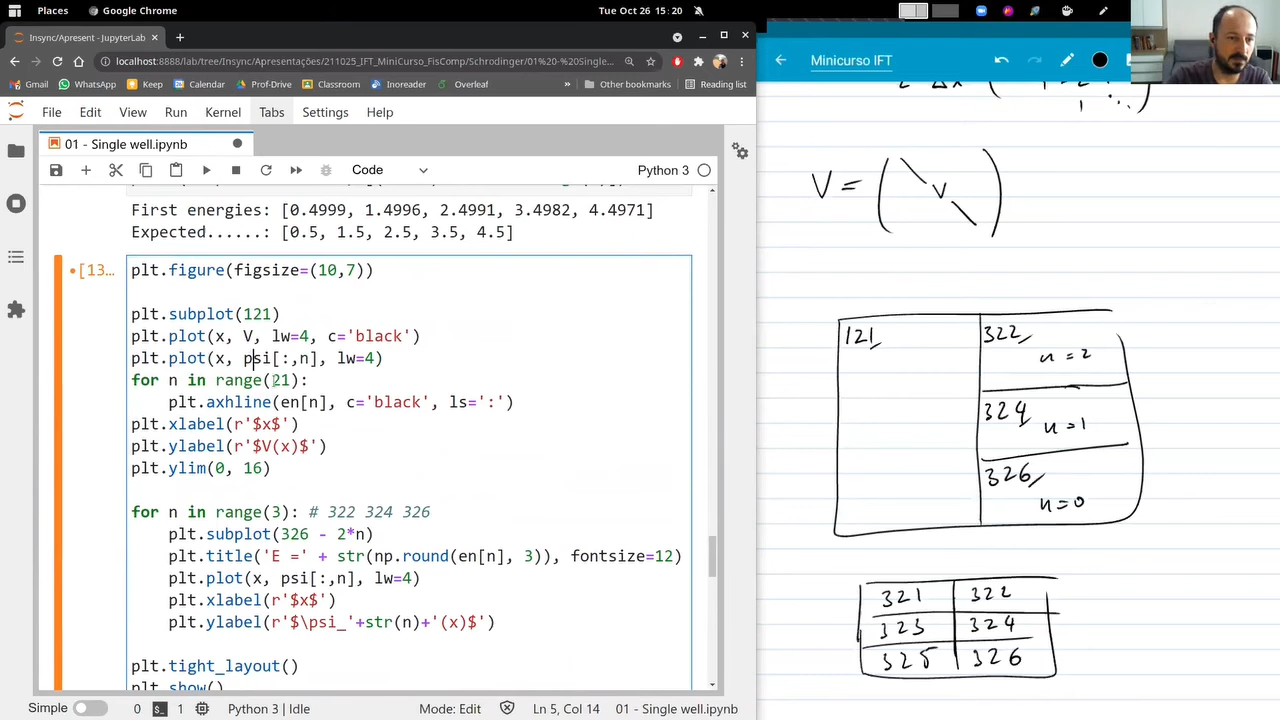 Places
Chrome
Tue Oct 26 15:20
Insync/Apresent - JupyterLab
localhost:8888/lab/tree/Insync/Apresentações/211025_IFT_MiniCurso_FisComp/Schrodinger/01%20-%20Single...
Gmail
WhatsApp
Keep
Calendar
Prof-Drive
Classroom
Inoreader
Overleaf
»
Other bookmarks
Reading list
File
Edit
View
Run
Kernel
Tabs
Settings
Help
01 - Single well.ipynb
Code
Python 3
First energies: [0.4999, 1.4996, 2.4991, 3.4982, 4.4971]
Expected......: [0.5, 1.5, 2.5, 3.5, 4.5]
[13…
plt.figure(figsize=(10,7))
plt.subplot(121)
plt.plot(x, V, lw=4, c='black')
plt.plot(x, psi[:,n], lw=4)
for n in range(21):
plt.axhline(en[n], c='black', ls=':')
plt.xlabel(r'$x$')
plt.ylabel(r'$V(x)$')
plt.ylim(0, 16)
for n in range(3): # 322 324 326
plt.subplot(326 - 2*n)
plt.title('E =' + str(np.round(en[n], 3)), fontsize=12)
plt.plot(x, psi[:,n], lw=4)
plt.xlabel(r'$x$')
plt.ylabel(r'$\psi_'+str(n)+'(x)$')
plt.tight_layout()
plt.show()
Simple
0
1
Python 3 | Idle
Mode: Edit
Ln 5, Col 14
01 - Single well.ipynb
Minicurso IFT
V = ( V )
121
322
n = 2
324
n = 1
326
n = 0
321 322
323 324
325 326